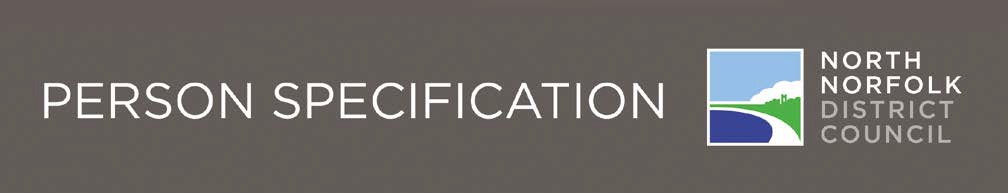 PERSON SPECIFICATION
NORTH
NORFOLK
DISTRICT
COUNCIL